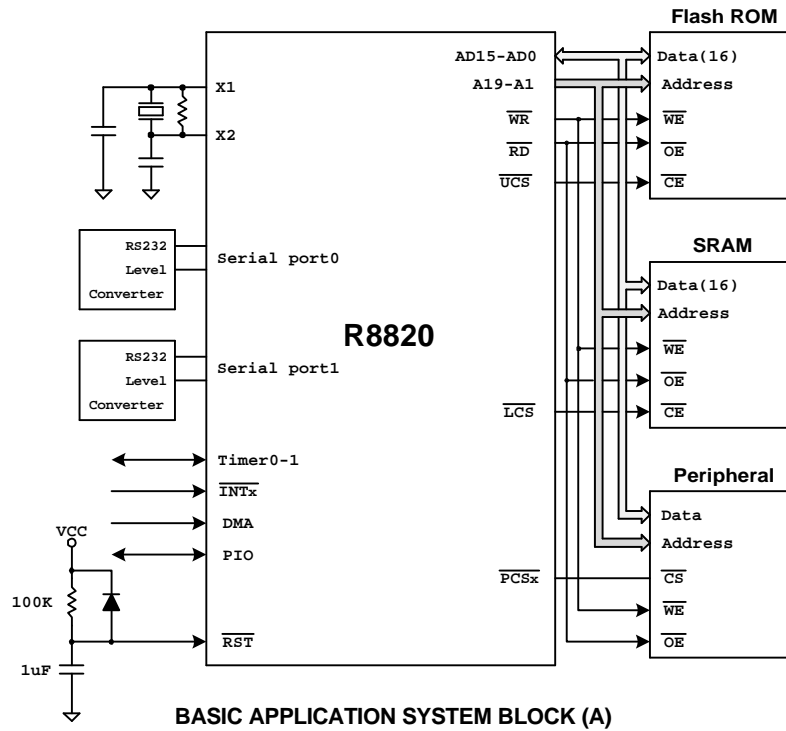 Flash ROM
AD15-AD0
Data(16)
A19-A1
Address
X1
WR
WE
X2
RD
OE
UCS
CE
SRAM
RS232
Level
Converter
Serial port0
Data(16)
Address
R8820
WE
RS232
Level
Converter
Serial port1
OE
LCS
CE
Timer0-1
Peripheral
INTx
DMA
Data
VCC
PIO
Address
PCSx
CS
100K
WE
RST
OE
1uF
BASIC APPLICATION SYSTEM BLOCK (A)